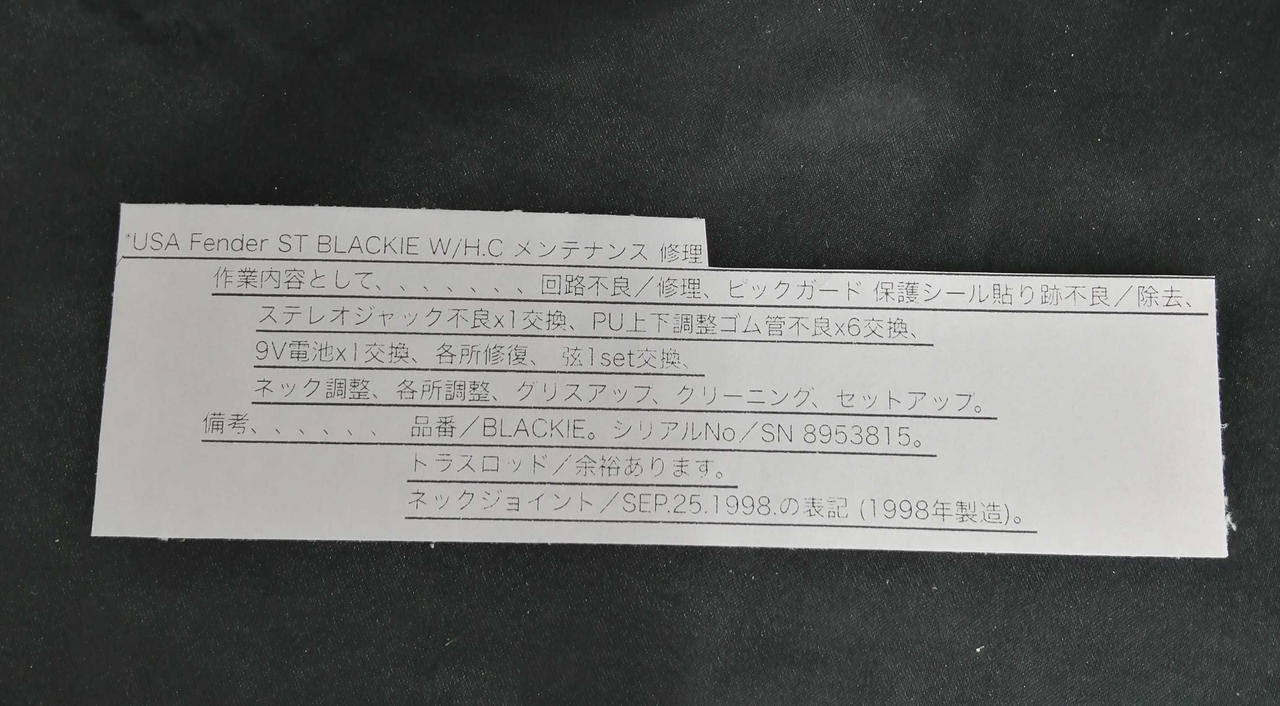 *USA Fender ST BLACKIE W/H.C メンテナンス 修理
作業内容として、、、、、、、回路不良／修理、ピックガード 保護シール貼り跡不良／除去、
ステレオジャック不良x1交換、PU上下調整ゴム管不良x6交換、
9V電池x1交換、各所修復、 弦1set交換、
ネック調整、各所調整、グリスアップ、クリーニング、セットアップ。
備考、、、、、、 品番／BLACKIE。シリアルNo／SN 8953815。
トラスロッド／余裕あります。
ネックジョイント／SEP.25.1998.の表記 (1998年製造)。